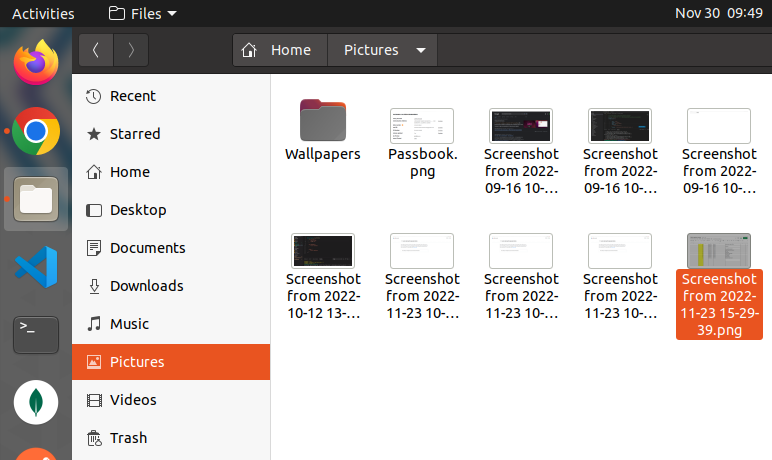 Activities Files Nov 30 09:49
Home Pictures
Recent
Starred
Home
Desktop
Documents
Downloads
Music
Pictures
Videos
Trash
Wallpapers
Passbook.
png
Screenshot
from 2022-
09-16 10-...
Screenshot
from 2022-
09-16 10-...
Screenshot
from 2022-
09-16 10-...
Screenshot
from 2022-
10-12 13-...
Screenshot
from 2022-
11-23 10-...
Screenshot
from 2022-
11-23 10-...
Screenshot
from 2022-
11-23 10-...
Screenshot
from 2022-
11-23 15-29-
39.png
>_